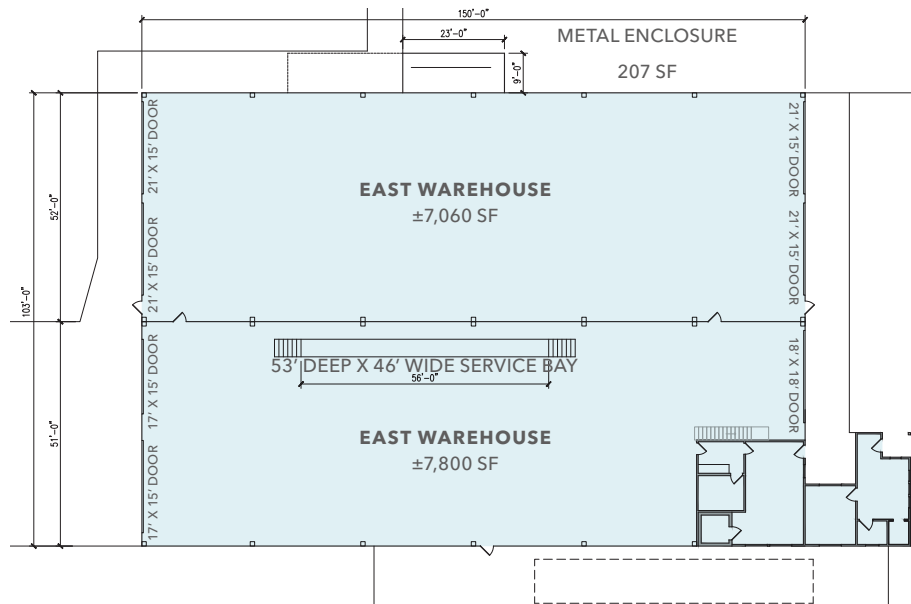 150'-0"
23'-0"
METAL ENCLOSURE
207 SF
9'-0"
21' X 15' DOOR
21' X 15' DOOR
EAST WAREHOUSE
±7,060 SF
52'-0"
21' X 15' DOOR
21' X 15' DOOR
103'-0"
53' DEEP X 46' WIDE SERVICE BAY
56'-0"
17' X 15' DOOR
18' X 18' DOOR
EAST WAREHOUSE
±7,800 SF
51'-0"
17' X 15' DOOR